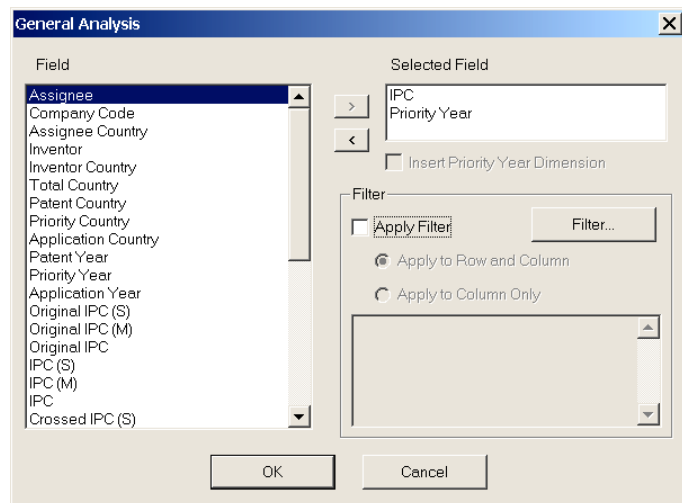 General Analysis
Field
Assignee
Company Code
Assignee Country
Inventor
Inventor Country
Total Country
Patent Country
Priority Country
Application Country
Patent Year
Priority Year
Application Year
Original IPC (S)
Original IPC (M)
Original IPC
IPC (S)
IPC (M)
IPC
Crossed IPC (S)
>
<
Selected Field
IPC
Priority Year
Insert Priority Year Dimension
Filter
Apply Filter
Filter...
Apply to Row and Column
Apply to Column Only
OK
Cancel